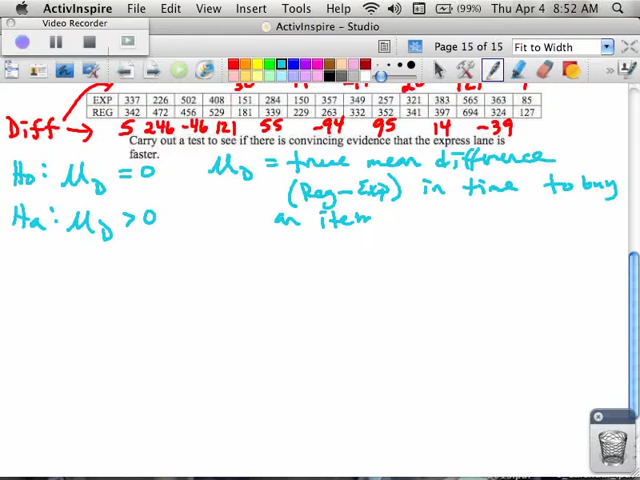 ActivInspire File Edit View Insert Tools Help (99%) Thu Apr 4 8:52 AM
Video Recorder
ActivInspire - Studio
Page 15 of 15 Fit to Width
EXP 337 226 502 408 151 284 150 357 349 257 321 383 565 363 85
REG 342 472 456 529 181 339 229 263 332 352 341 397 694 324 127
Diff → 5 246 -46 121 55 -94 95 14 -39
Carry out a test to see if there is convincing evidence that the express lane is
faster.
Ho: μD = 0
Ha: μD > 0
μD = true mean difference
(Reg-Exp) in time to buy
an item